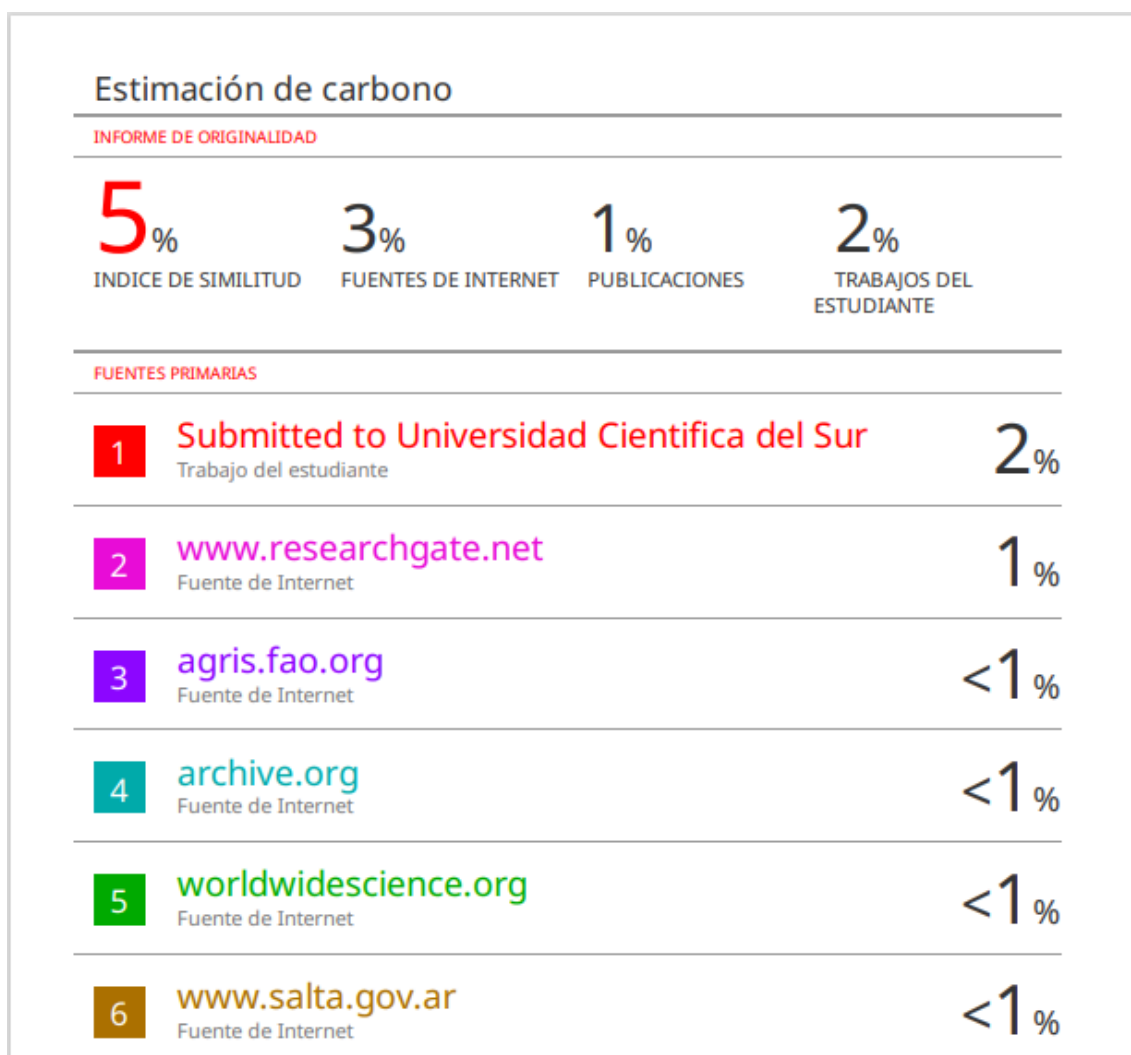 Estimación de carbono
INFORME DE ORIGINALIDAD
5% 3% 1% 2%
INDICE DE SIMILITUD FUENTES DE INTERNET PUBLICACIONES TRABAJOS DEL
ESTUDIANTE
FUENTES PRIMARIAS
1 Submitted to Universidad Cientifica del Sur 2%
Trabajo del estudiante
2 www.researchgate.net 1%
Fuente de Internet
3 agris.fao.org <1%
Fuente de Internet
4 archive.org <1%
Fuente de Internet
5 worldwidescience.org <1%
Fuente de Internet
6 www.salta.gov.ar <1%
Fuente de Internet